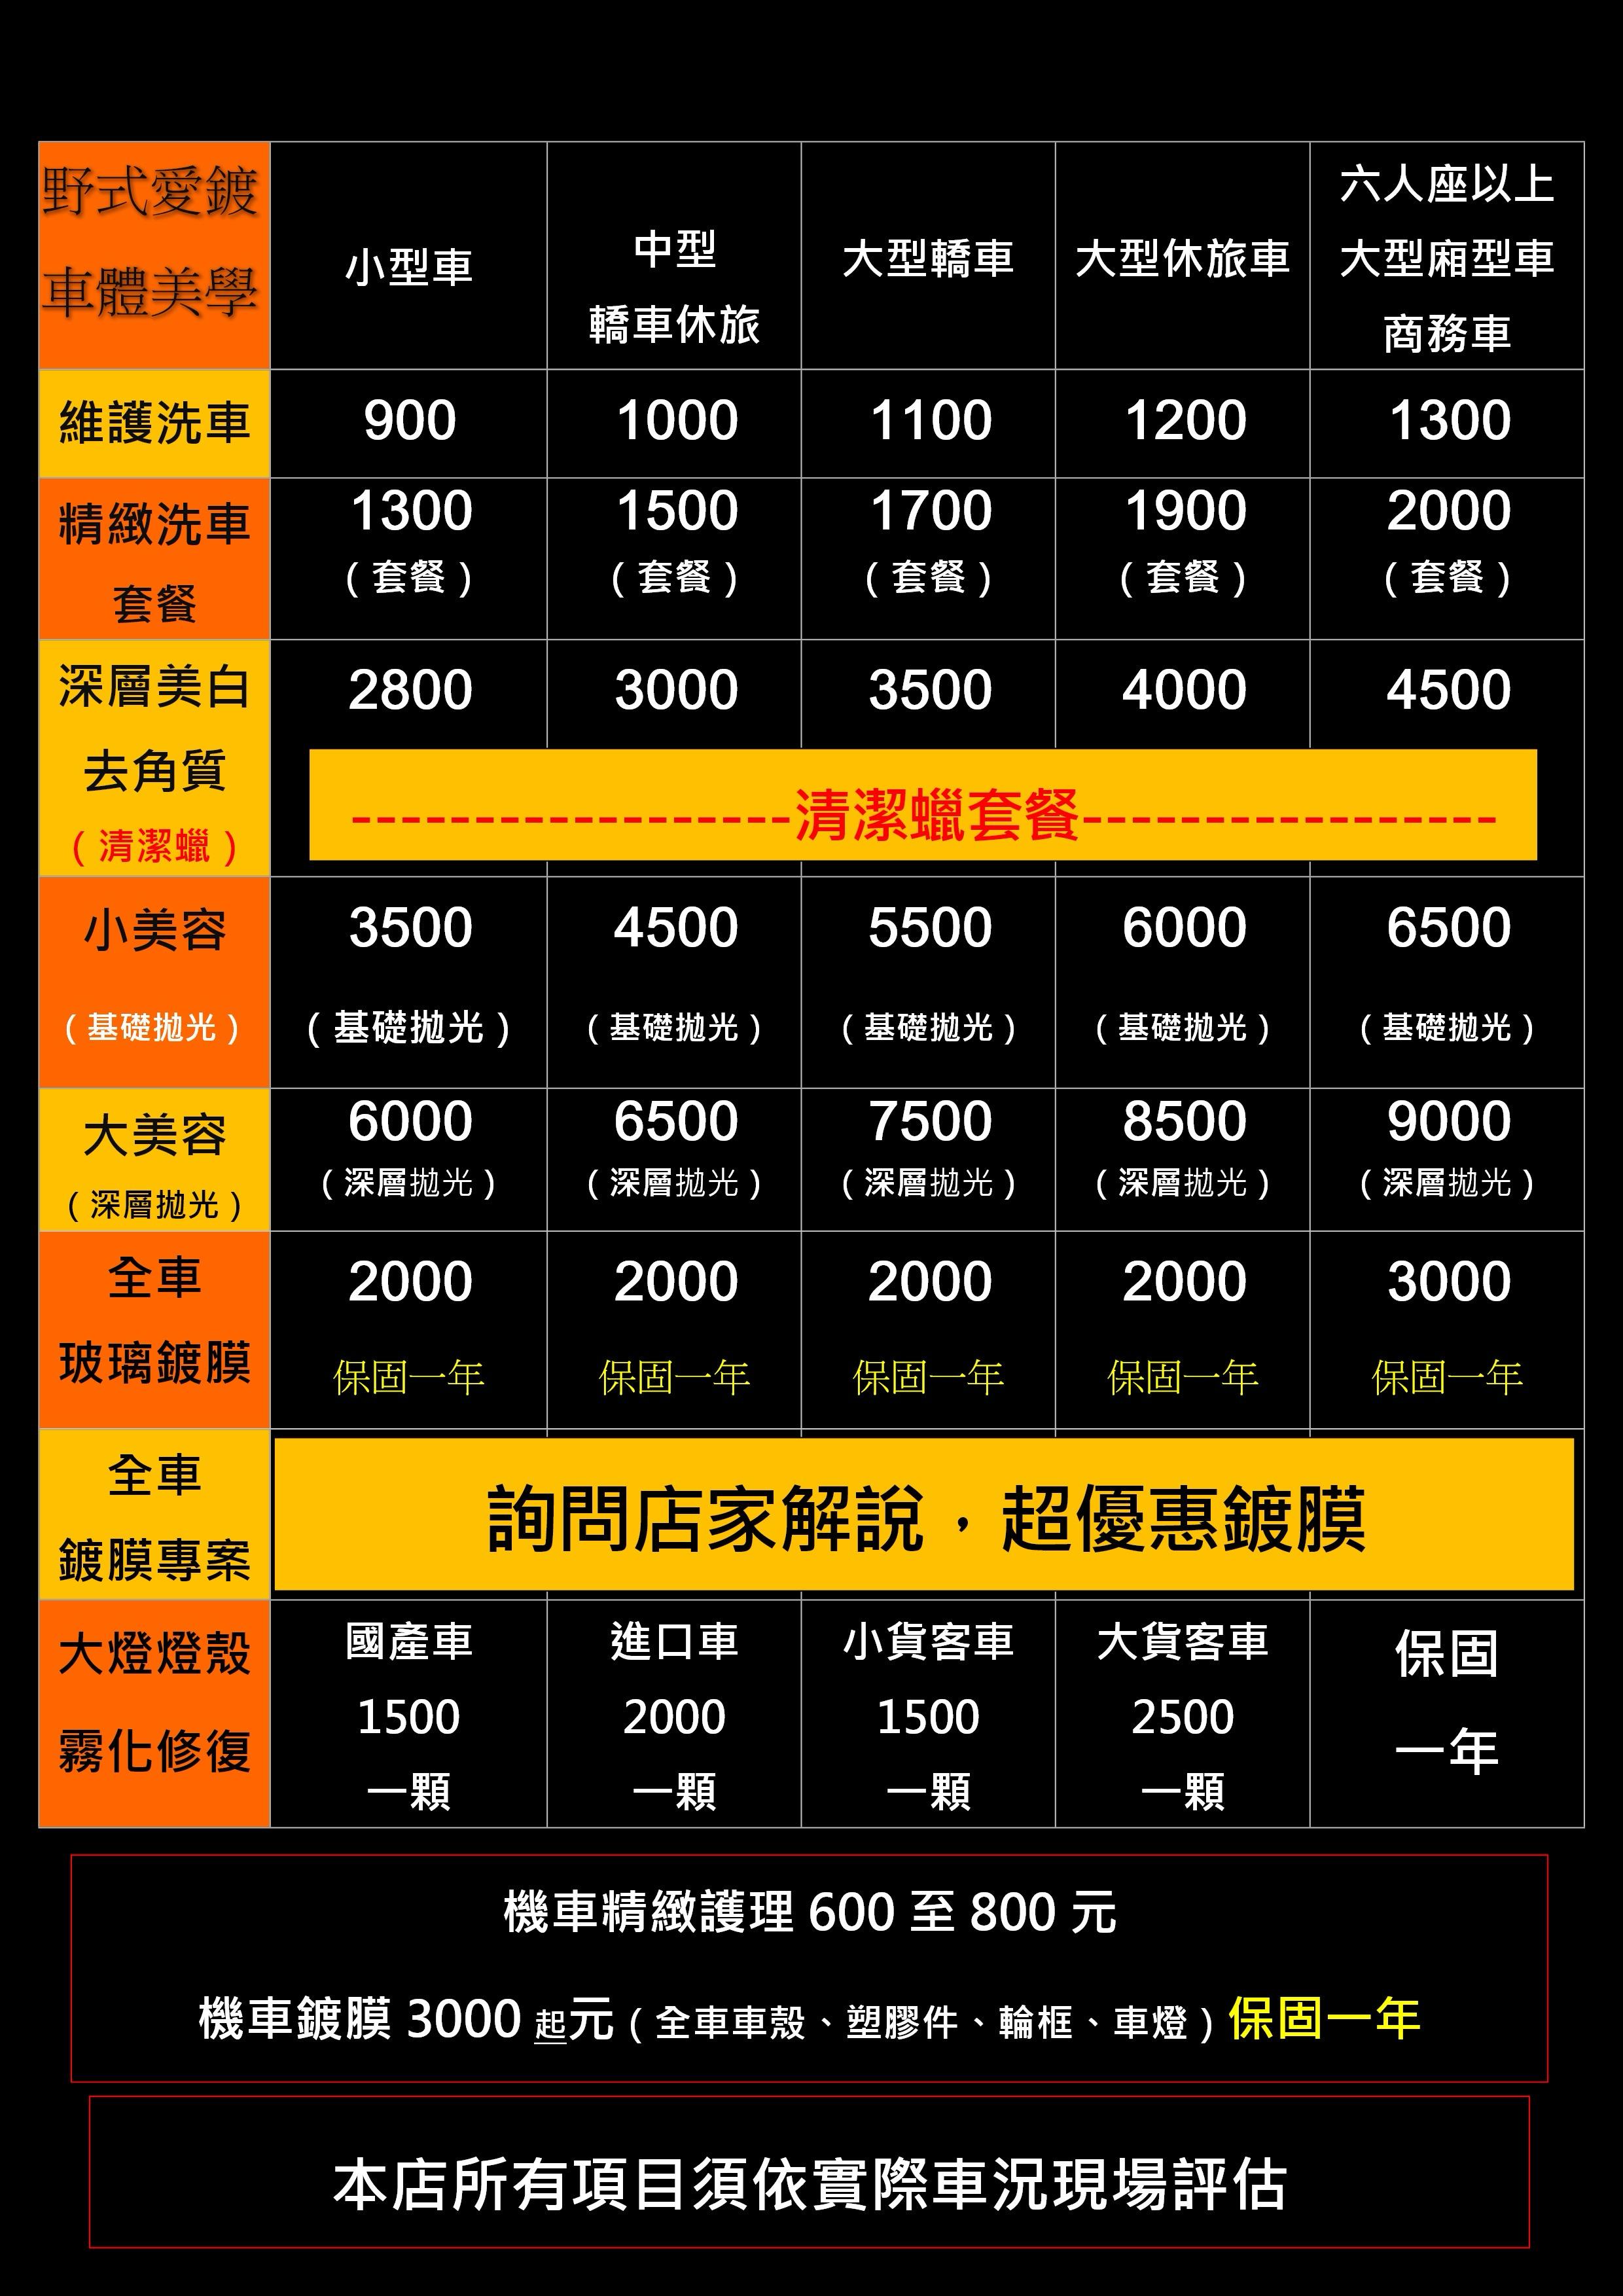 野式愛鍍
車體美學
小型車
中型
轎車休旅
大型轎車
大型休旅車
六人座以上
大型廂型車
商務車
維護洗車
900
1000
1100
1200
1300
精緻洗車
套餐
1300
（套餐）
1500
（套餐）
1700
（套餐）
1900
（套餐）
2000
（套餐）
深層美白
去角質
（清潔蠟）
2800
3000
3500
4000
4500
------------------清潔蠟套餐-----------------
小美容
（基礎拋光）
3500
（基礎拋光）
4500
（基礎拋光）
5500
（基礎拋光）
6000
（基礎拋光）
6500
（基礎拋光）
大美容
（深層拋光）
6000
（深層拋光）
6500
（深層拋光）
7500
（深層拋光）
8500
（深層拋光）
9000
（深層拋光）
全車
玻璃鍍膜
2000
保固一年
2000
保固一年
2000
保固一年
2000
保固一年
3000
保固一年
全車
鍍膜專案
詢問店家解說，超優惠鍍膜
大燈燈殼
霧化修復
國產車
1500
一顆
進口車
2000
一顆
小貨客車
1500
一顆
大貨客車
2500
一顆
保固
一年
機車精緻護理 600 至 800 元
機車鍍膜 3000 起元（全車車殼、塑膠件、輪框、車燈）保固一年
本店所有項目須依實際車況現場評估